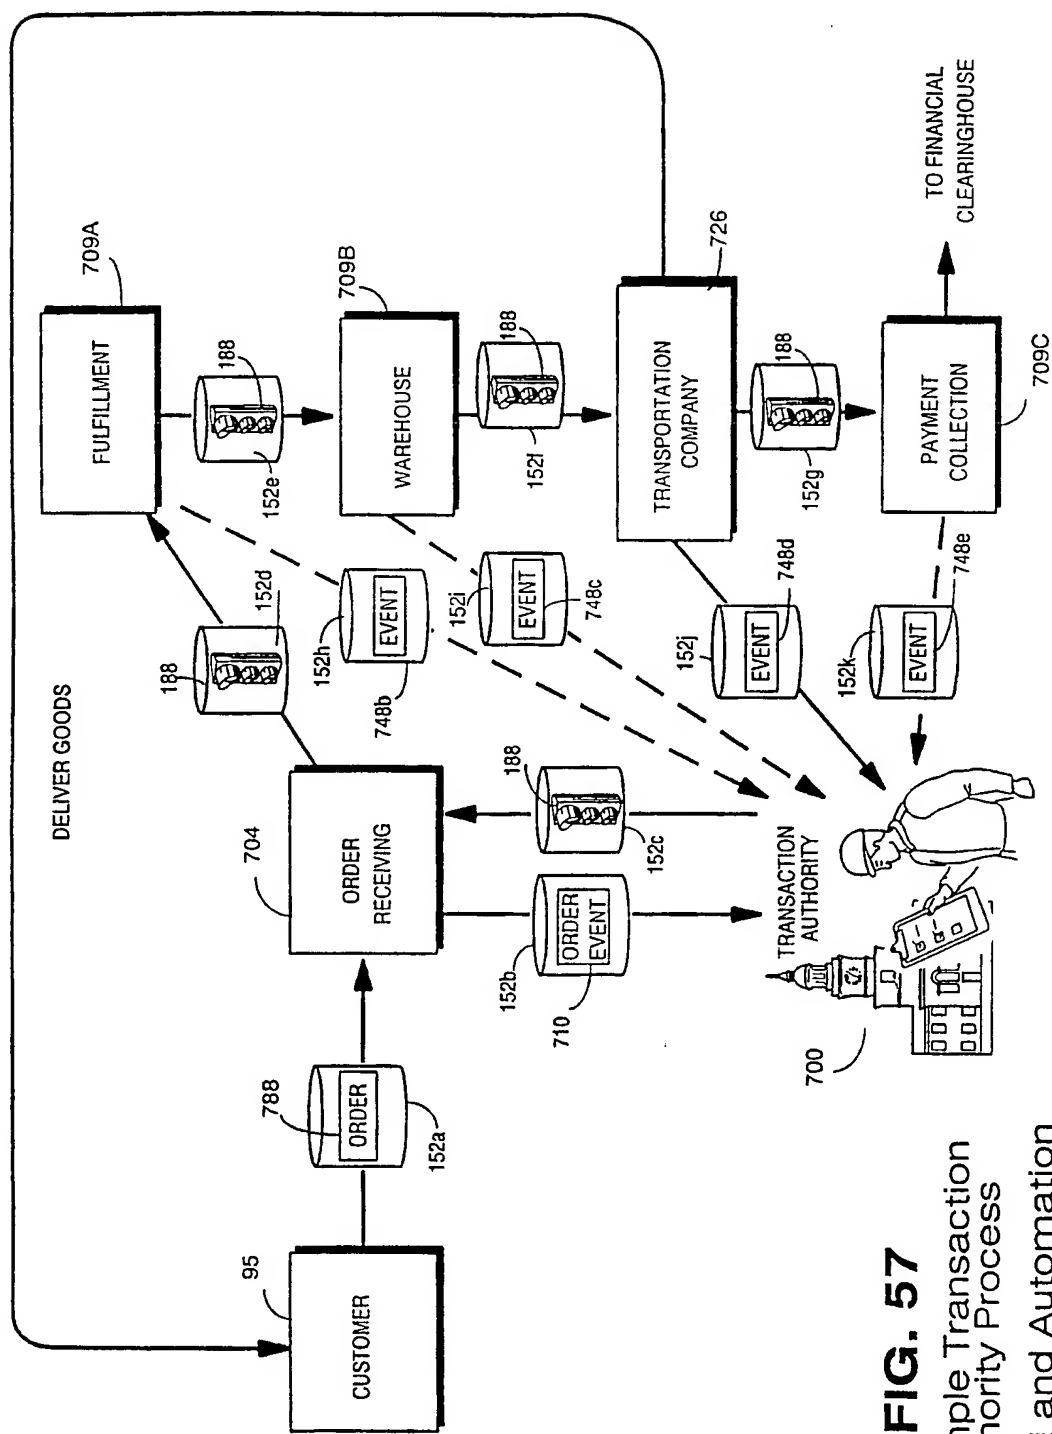 DELIVER GOODS
709A
FULFILLMENT
188
152e
152d
188
704
ORDER
RECEIVING
788
ORDER
152a
95
CUSTOMER
709B
WAREHOUSE
188
152f
152h
EVENT
748b
152i
EVENT
748c
188
152c
152b
ORDER
EVENT
710
726
TRANSPORTATION
COMPANY
188
152g
152j
EVENT
748d
TRANSACTION
AUTHORITY
700
TO FINANCIAL
CLEARINGHOUSE
PAYMENT
COLLECTION
709C
152k
EVENT
748e
FIG. 57
Transaction
Process
and Automation